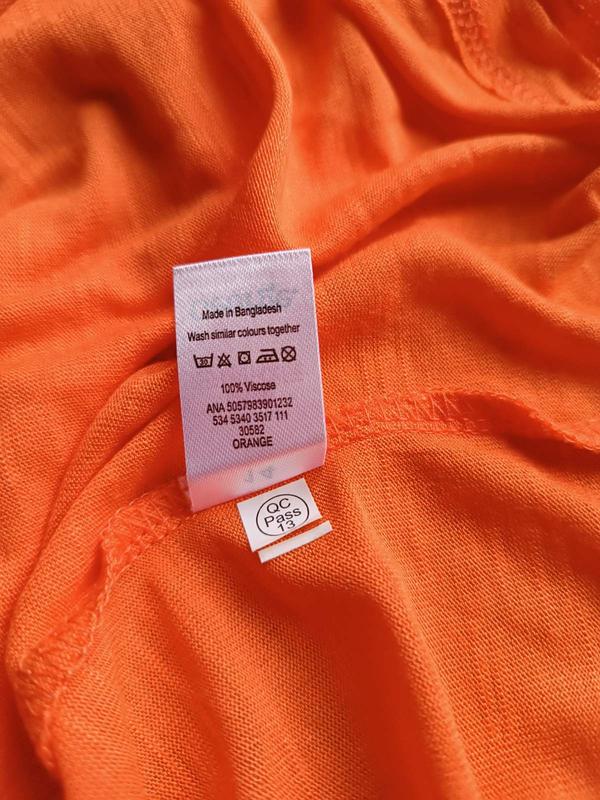 Made in Bangladesh
Wash similar colours together
30
100% Viscose
ANA 5057983901232
534 5340 3517 111
30582
ORANGE
QC
Pass
13